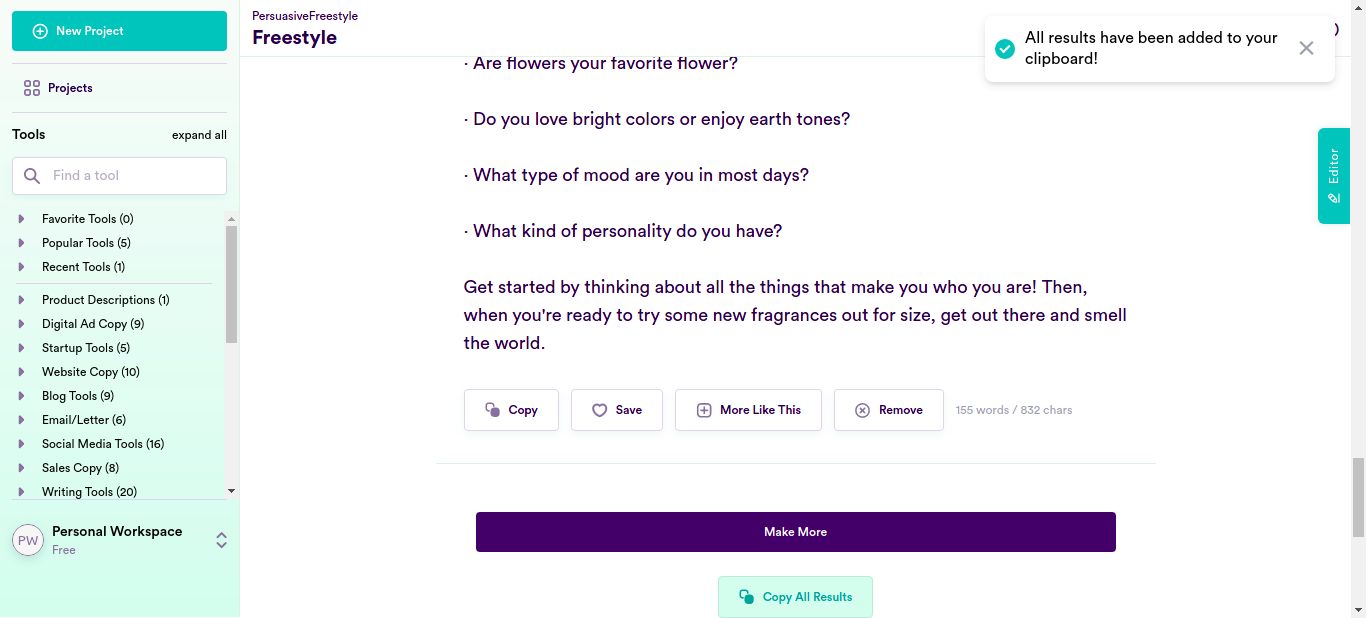 New Project
Projects
Tools
expand all
Find a tool
Favorite Tools (0)
Popular Tools (5)
Recent Tools (1)
Product Descriptions (1)
Digital Ad Copy (9)
Startup Tools (5)
Website Copy (10)
Blog Tools (9)
Email/Letter (6)
Social Media Tools (16)
Sales Copy (8)
Writing Tools (20)
PW
Personal Workspace
Free
PersuasiveFreestyle
Freestyle
All results have been added to your
clipboard!
Editor
· Are flowers your favorite flower?
· Do you love bright colors or enjoy earth tones?
· What type of mood are you in most days?
· What kind of personality do you have?
Get started by thinking about all the things that make you who you are! Then,
when you're ready to try some new fragrances out for size, get out there and smell
the world.
Copy
Save
More Like This
Remove
155 words / 832 chars
Make More
Copy All Results